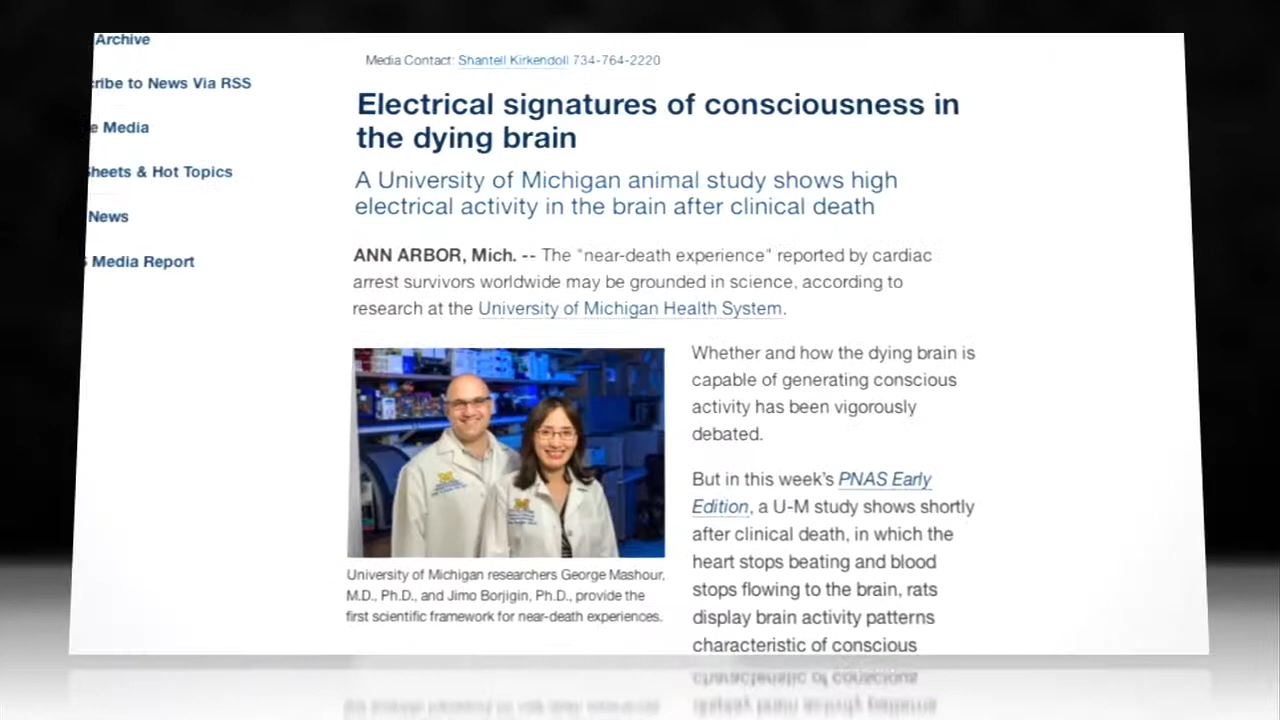 Archive
cribe to News Via RSS
e Media
Sheets & Hot Topics
News
Media Report
Media Contact: Shantell Kirkendoll 734-764-2220
Electrical signatures of consciousness in
the dying brain
A University of Michigan animal study shows high
electrical activity in the brain after clinical death
ANN ARBOR, Mich. -- The "near-death experience" reported by cardiac
arrest survivors worldwide may be grounded in science, according to
research at the University of Michigan Health System.
University of Michigan researchers George Mashour,
M.D., Ph.D., and Jimo Borjigin, Ph.D., provide the
first scientific framework for near-death experiences.
Whether and how the dying brain is
capable of generating conscious
activity has been vigorously
debated.
But in this week's PNAS Early
Edition, a U-M study shows shortly
after clinical death, in which the
heart stops beating and blood
stops flowing to the brain, rats
display brain activity patterns
characteristic of conscious